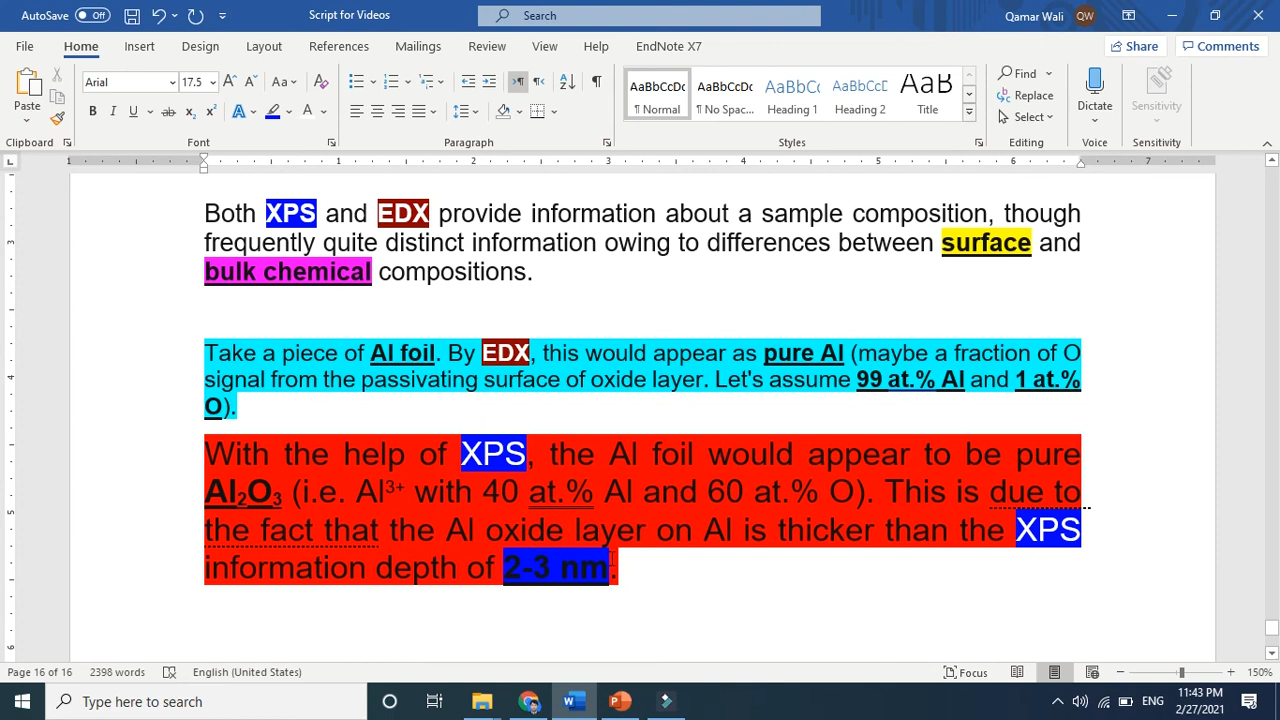 AutoSave Off
Script for Videos
Search
Qamar Wali QW
File Home Insert Design Layout References Mailings Review View Help EndNote X7
Share Comments
Paste
Arial 17.5
Clipboard Font Paragraph Styles Editing Voice Sensitivity
AaBbCcDc AaBbCcDc AaBbCc AaBbCcD AaB
¶ Normal ¶ No Spac... Heading 1 Heading 2 Title
Find
Replace
Select
Dictate
Sensitivity
Both XPS and EDX provide information about a sample composition, though
frequently quite distinct information owing to differences between surface and
bulk chemical compositions.
Take a piece of Al foil. By EDX, this would appear as pure Al (maybe a fraction of O
signal from the passivating surface of oxide layer. Let's assume 99 at.% Al and 1 at.%
O).
With the help of XPS, the Al foil would appear to be pure
Al₂O₃ (i.e. Al³⁺ with 40 at.% Al and 60 at.% O). This is due to
the fact that the Al oxide layer on Al is thicker than the XPS
information depth of 2-3 nm.
Page 16 of 16 2398 words English (United States) Focus 150%
Type here to search
ENG
11:43 PM
2/27/2021